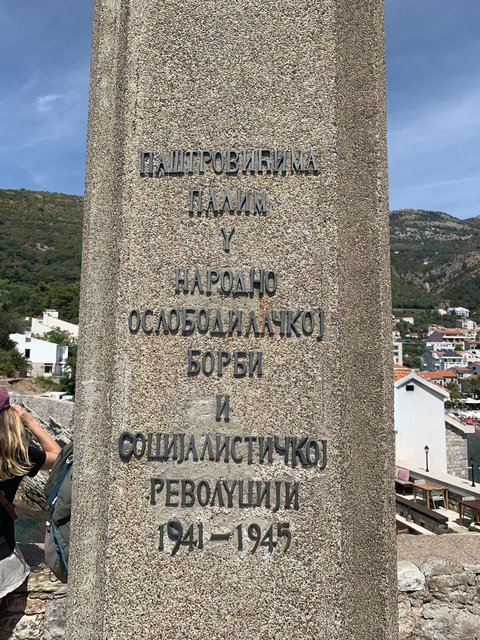 ПАШТРОВИЋИМА
ПАЛИМ
У
НАРОДНО
ОСЛОБОДИЛАЧКОЈ
БОРБИ
И
СОЦИЈАЛИСТИЧКОЈ
РЕВОЛУЦИЈИ
1941-1945